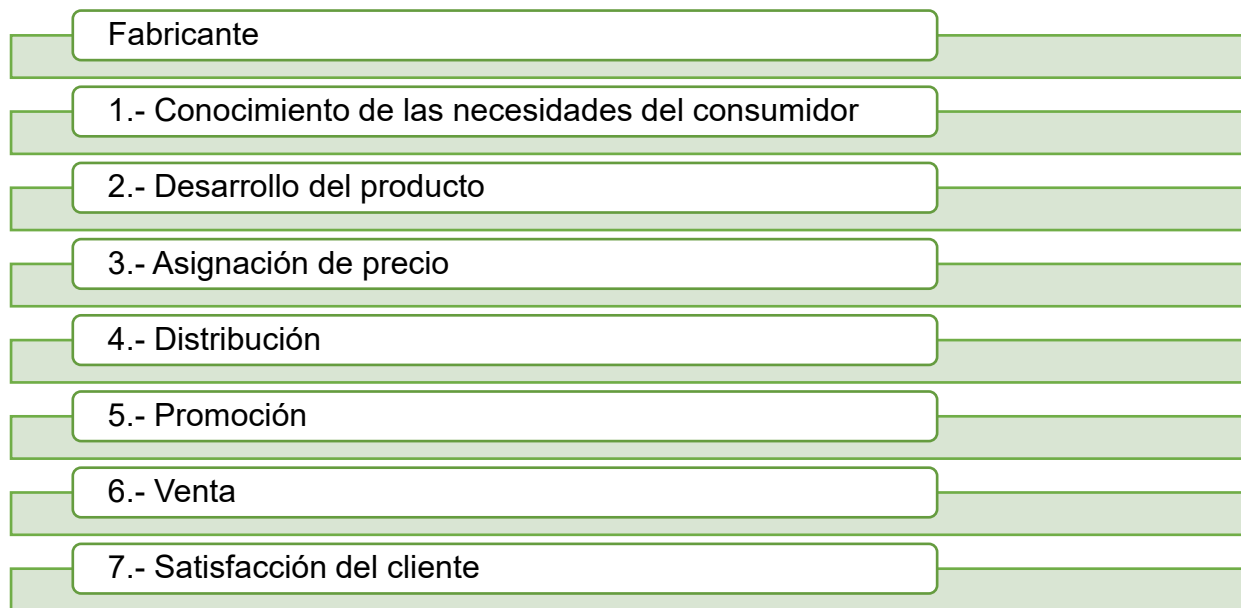 Fabricante
1.- Conocimiento de las necesidades del consumidor
2.- Desarrollo del producto
3.- Asignación de precio
4.- Distribución
5.- Promoción
6.- Venta
7.- Satisfacción del cliente